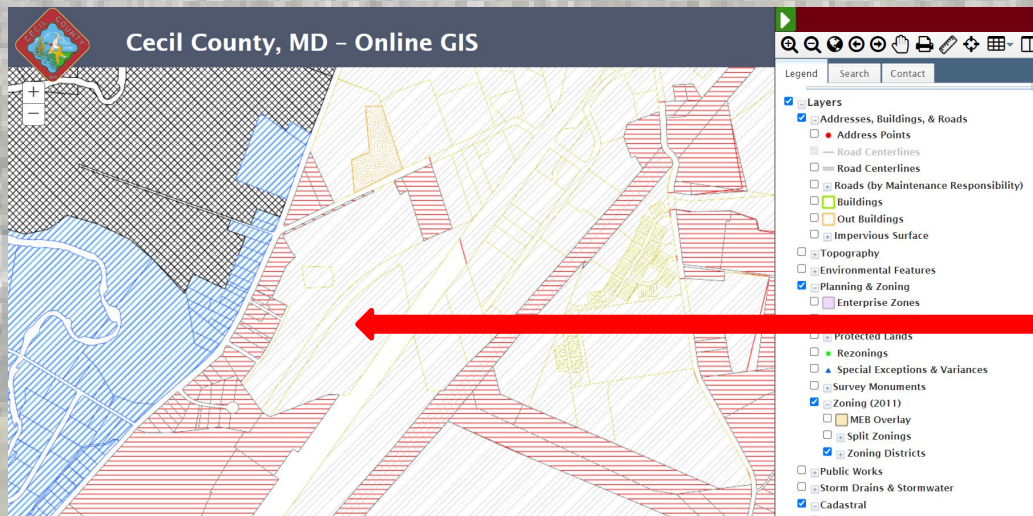 CECIL COUNTY
Cecil County, MD – Online GIS
+
−
Legend
Search
Contact
Layers
Addresses, Buildings, & Roads
Address Points
Road Centerlines
Road Centerlines
Roads (by Maintenance Responsibility)
Buildings
Out Buildings
Impervious Surface
Topography
Environmental Features
Planning & Zoning
Enterprise Zones
Protected Lands
Rezonings
Special Exceptions & Variances
Survey Monuments
Zoning (2011)
MEB Overlay
Split Zonings
Zoning Districts
Public Works
Storm Drains & Stormwater
Cadastral